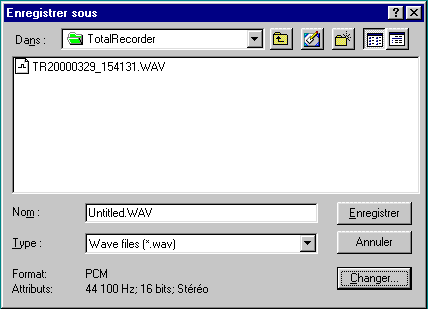 Enregistrer sous
Dans : TotalRecorder
TR20000329_154131.WAV
Nom : Untitled.WAV Enregistrer
Type : Wave files (*.wav) Annuler
Format: PCM Changer...
Attributs: 44 100 Hz; 16 bits; Stéréo